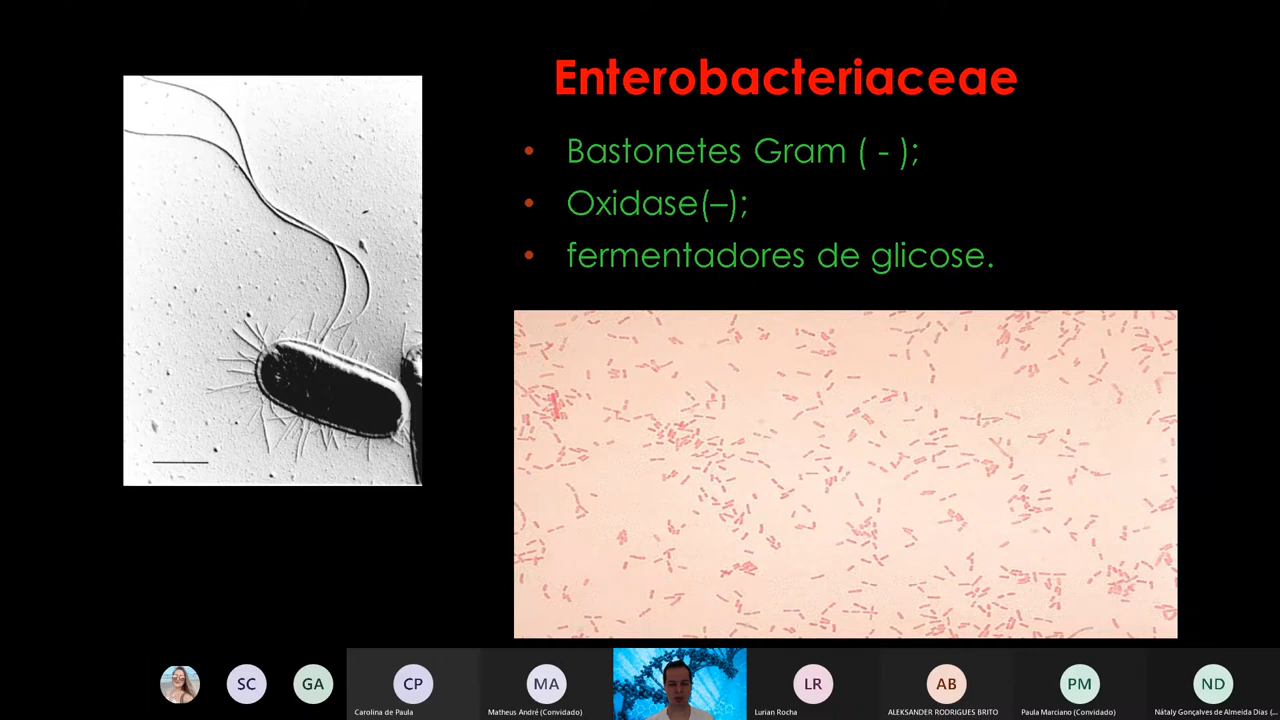 Enterobacteriaceae
• Bastonetes Gram ( - );
• Oxidase(–);
• fermentadores de glicose.
SC
GA
CP
MA
LR
AB
PM
ND
Carolina de Paula
Matheus André (Convidado)
Lurian Rocha
ALEKSANDER RODRIGUES BRITO
Paula Marciano (Convidado)
Nátaly Gonçalves de Almeida Dias (...